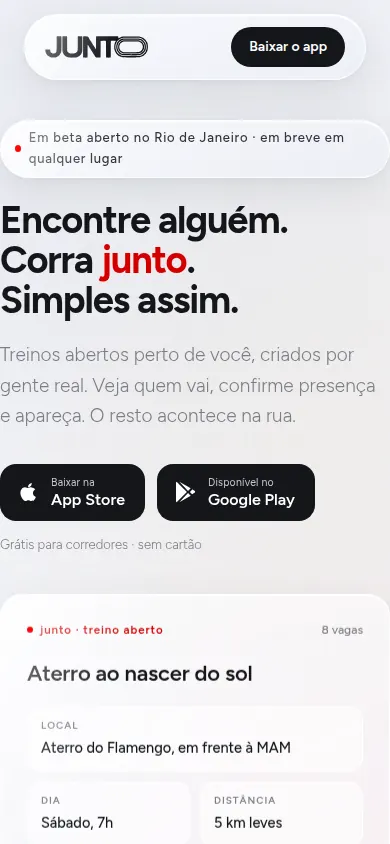 JUNTO
Baixar o app
Em beta aberto no Rio de Janeiro · em breve em
qualquer lugar
Encontre alguém.
Corra junto.
Simples assim.
Treinos abertos perto de você, criados por
gente real. Veja quem vai, confirme presença
e apareça. O resto acontece na rua.
Baixar na
App Store
Disponível no
Google Play
Grátis para corredores · sem cartão
junto · treino aberto
8 vagas
Aterro ao nascer do sol
LOCAL
Aterro do Flamengo, em frente à MAM
DIA
Sábado, 7h
DISTÂNCIA
5 km leves